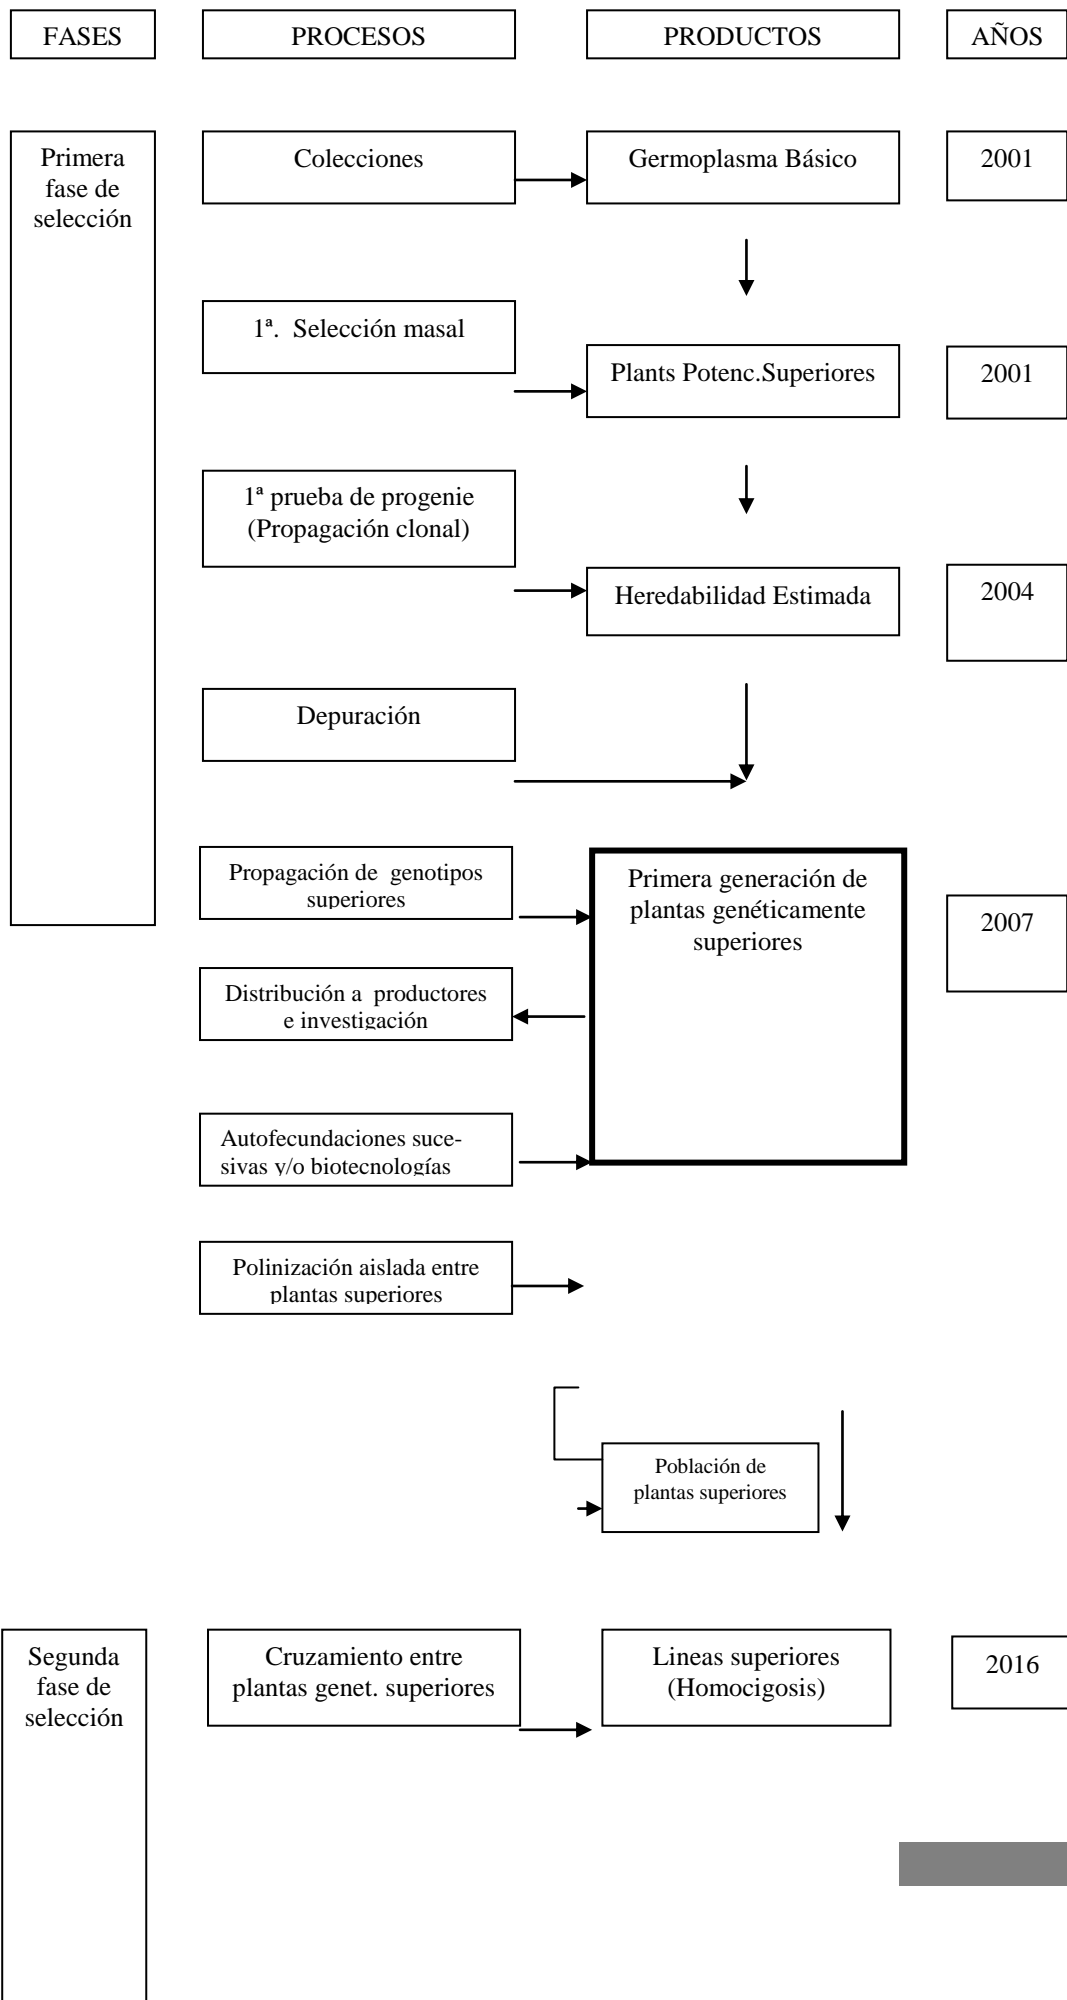 FASES
PROCESOS
PRODUCTOS
AÑOS
Primera
fase de
selección
Colecciones
Germoplasma Básico
2001
1ª.  Selección masal
Plants Potenc.Superiores
2001
1ª prueba de progenie
(Propagación clonal)
Heredabilidad Estimada
2004
Depuración
Propagación de  genotipos
superiores
Primera generación de
plantas genéticamente
superiores
2007
Distribución a  productores
e investigación
Autofecundaciones suce-
sivas y/o biotecnologías
Polinización aislada entre
plantas superiores
Población de
plantas superiores
Segunda
fase de
selección
Cruzamiento entre
plantas genet. superiores
Lineas superiores
(Homocigosis)
2016